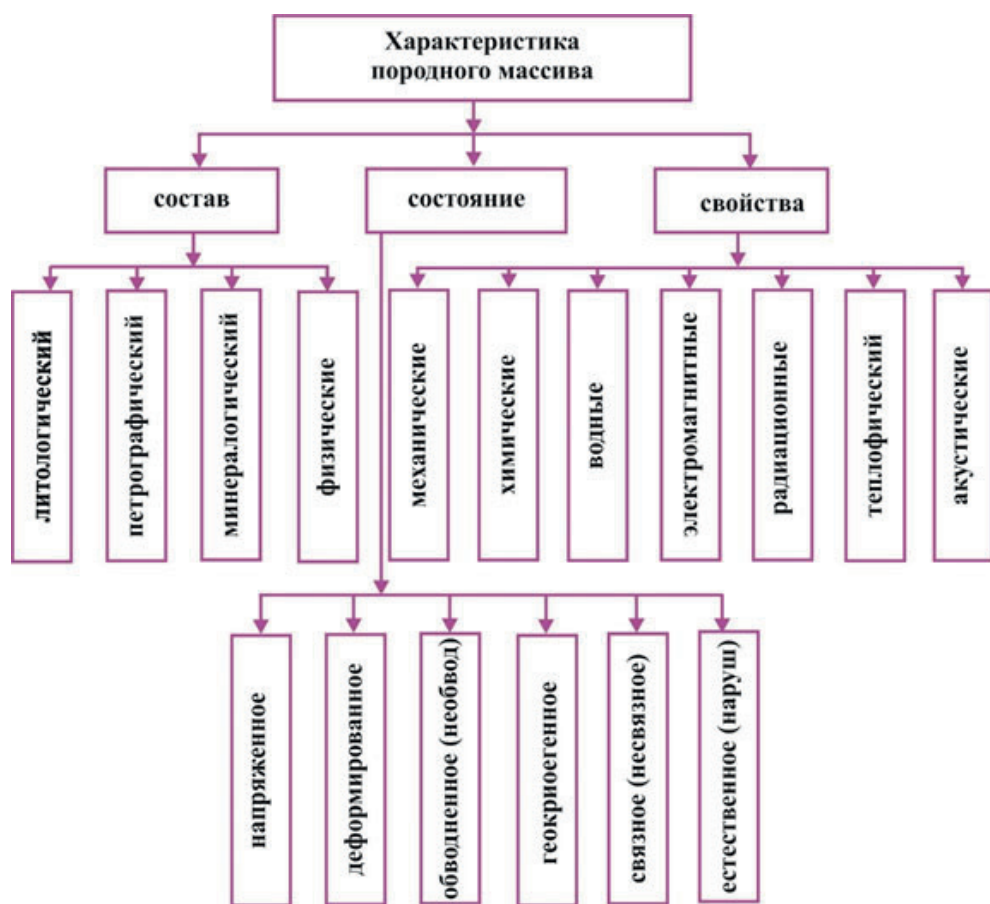 Характеристика
породного массива
состав
состояние
свойства
литологический
петрографический
минералогический
физические
механические
химические
водные
электромагнитные
радиационные
теплофический
акустические
напряженное
деформированное
обводненное (необвод)
геокриоегенное
связное (несвязное)
естественное (наруш)